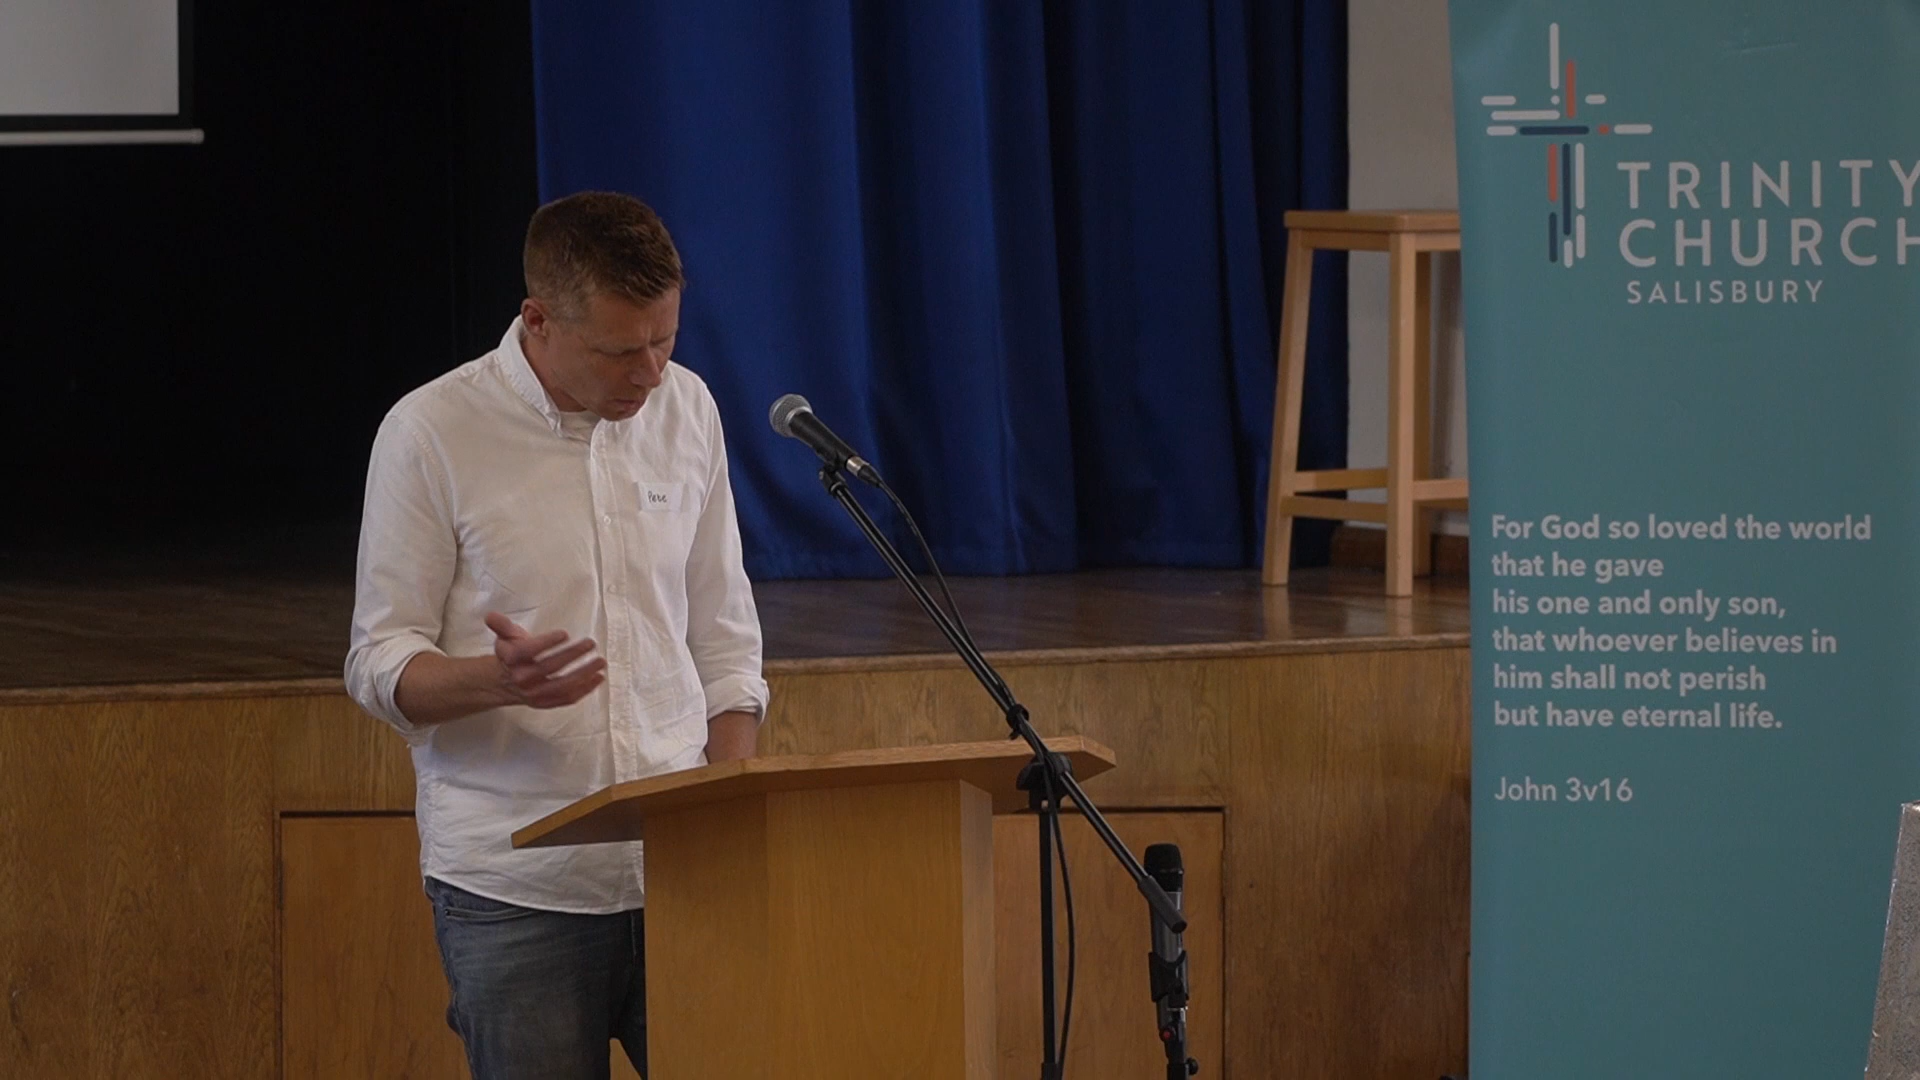 Pete
TRINITY
CHURCH
SALISBURY
For God so loved the world
that he gave
his one and only son,
that whoever believes in
him shall not perish
but have eternal life.
John 3v16